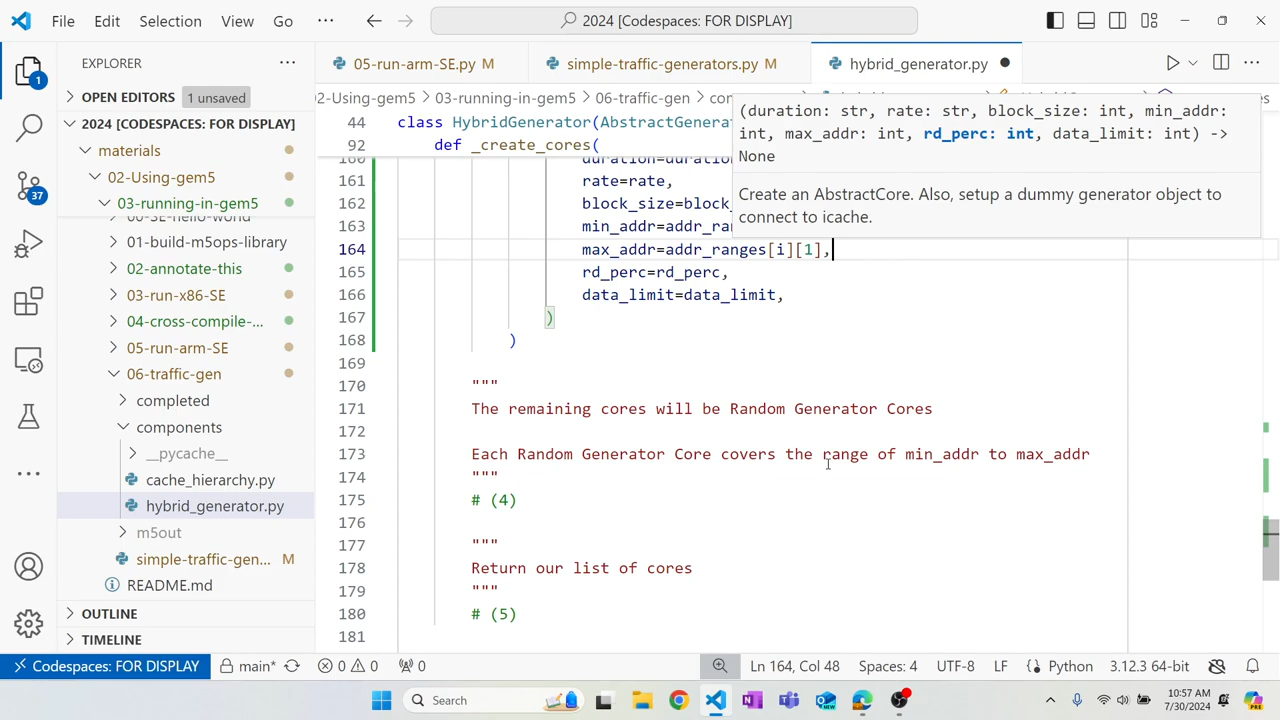 File Edit Selection View Go ··· 2024 [Codespaces: FOR DISPLAY]
EXPLORER
05-run-arm-SE.py M
simple-traffic-generators.py M
hybrid_generator.py
OPEN EDITORS 1 unsaved
2-Using-gem5 > 03-running-in-gem5 > 06-traffic-gen > con
2024 [CODESPACES: FOR DISPLAY]
materials
02-Using-gem5
03-running-in-gem5
00-SE-hello-world
01-build-m5ops-library
02-annotate-this
03-run-x86-SE
04-cross-compile-...
05-run-arm-SE
06-traffic-gen
completed
components
__pycache__
cache_hierarchy.py
hybrid_generator.py
m5out
simple-traffic-gen... M
README.md
OUTLINE
TIMELINE
1
37
44 class HybridGenerator(AbstractGenera
92 def _create_cores(
duration=duratio
161 rate=rate,
162 block_size=block_
163 min_addr=addr_ra
164 max_addr=addr_ranges[i][1],
165 rd_perc=rd_perc,
166 data_limit=data_limit,
167 )
168 )
169
170 """
171 The remaining cores will be Random Generator Cores
172
173 Each Random Generator Core covers the range of min_addr to max_addr
174 """
175 # (4)
176
177 """
178 Return our list of cores
179 """
180 # (5)
181
(duration: str, rate: str, block_size: int, min_addr:
int, max_addr: int, rd_perc: int, data_limit: int) ->
None
Create an AbstractCore. Also, setup a dummy generator object to
connect to icache.
Codespaces: FOR DISPLAY main* 0 0 0 Ln 164, Col 48 Spaces: 4 UTF-8 LF Python 3.12.3 64-bit
Search
10:57 AM
7/30/2024